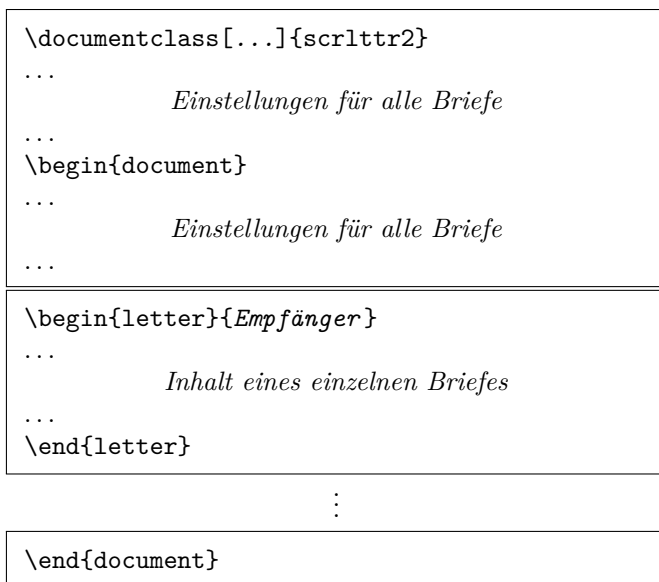 \documentclass[...]{scrlttr2}
...
Einstellungen für alle Briefe
...
\begin{document}
...
Einstellungen für alle Briefe
...
\begin{letter}{Empfänger}
...
Inhalt eines einzelnen Briefes
...
\end{letter}
⋮
\end{document}